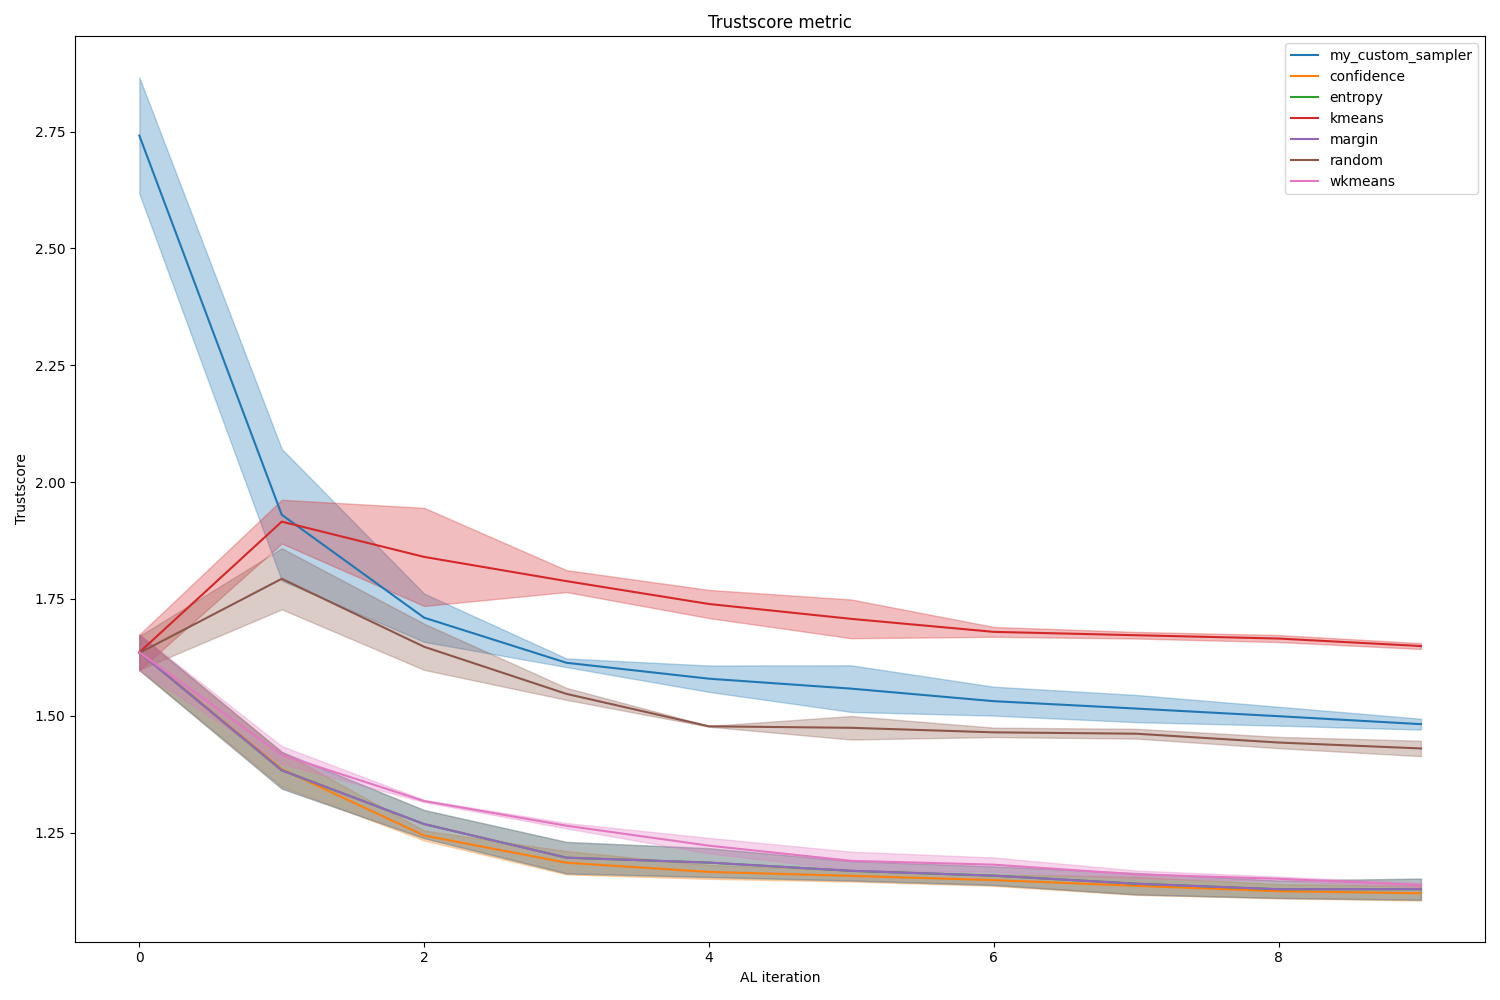 Trustscore metric
my_custom_sampler
confidence
entropy
kmeans
margin
random
wkmeans
2.75
2.50
2.25
2.00
1.75
1.50
1.25
Trustscore
0 2 4 6 8
AL iteration